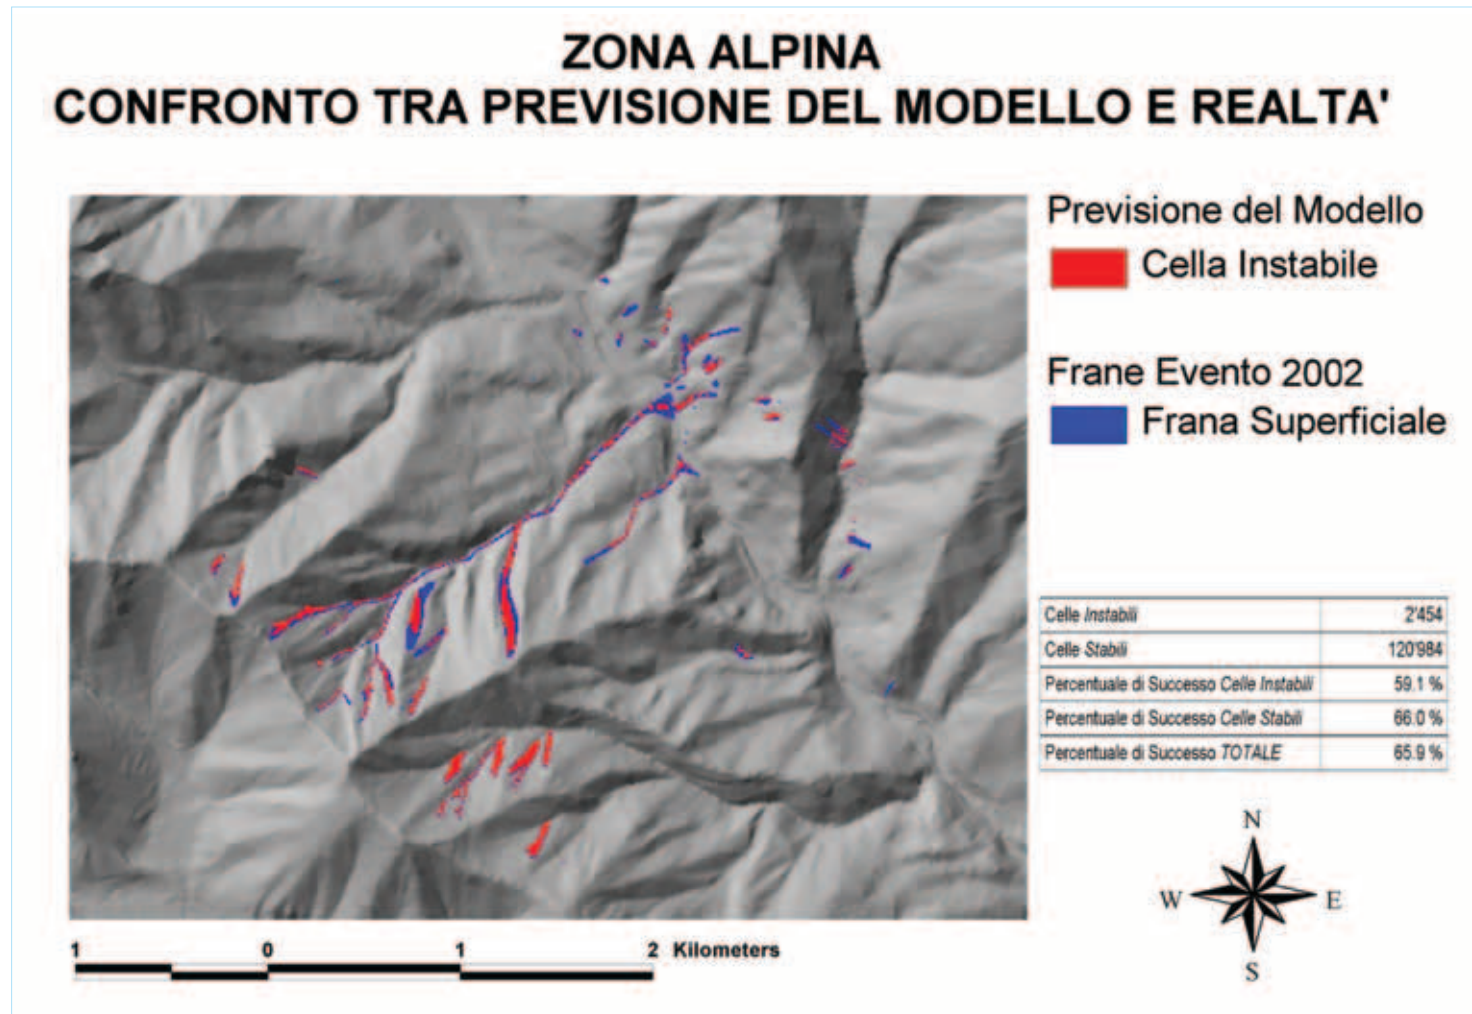 ZONA ALPINA
CONFRONTO TRA PREVISIONE DEL MODELLO E REALTA'
Previsione del Modello
Cella Instabile
Frane Evento 2002
Frana Superficiale
Celle Instabili 2'454
Celle Stabili 120'984
Percentuale di Successo Celle Instabili 59.1 %
Percentuale di Successo Celle Stabili 66.0 %
Percentuale di Successo TOTALE 65.9 %
N
W E
S
1 0 1 2 Kilometers